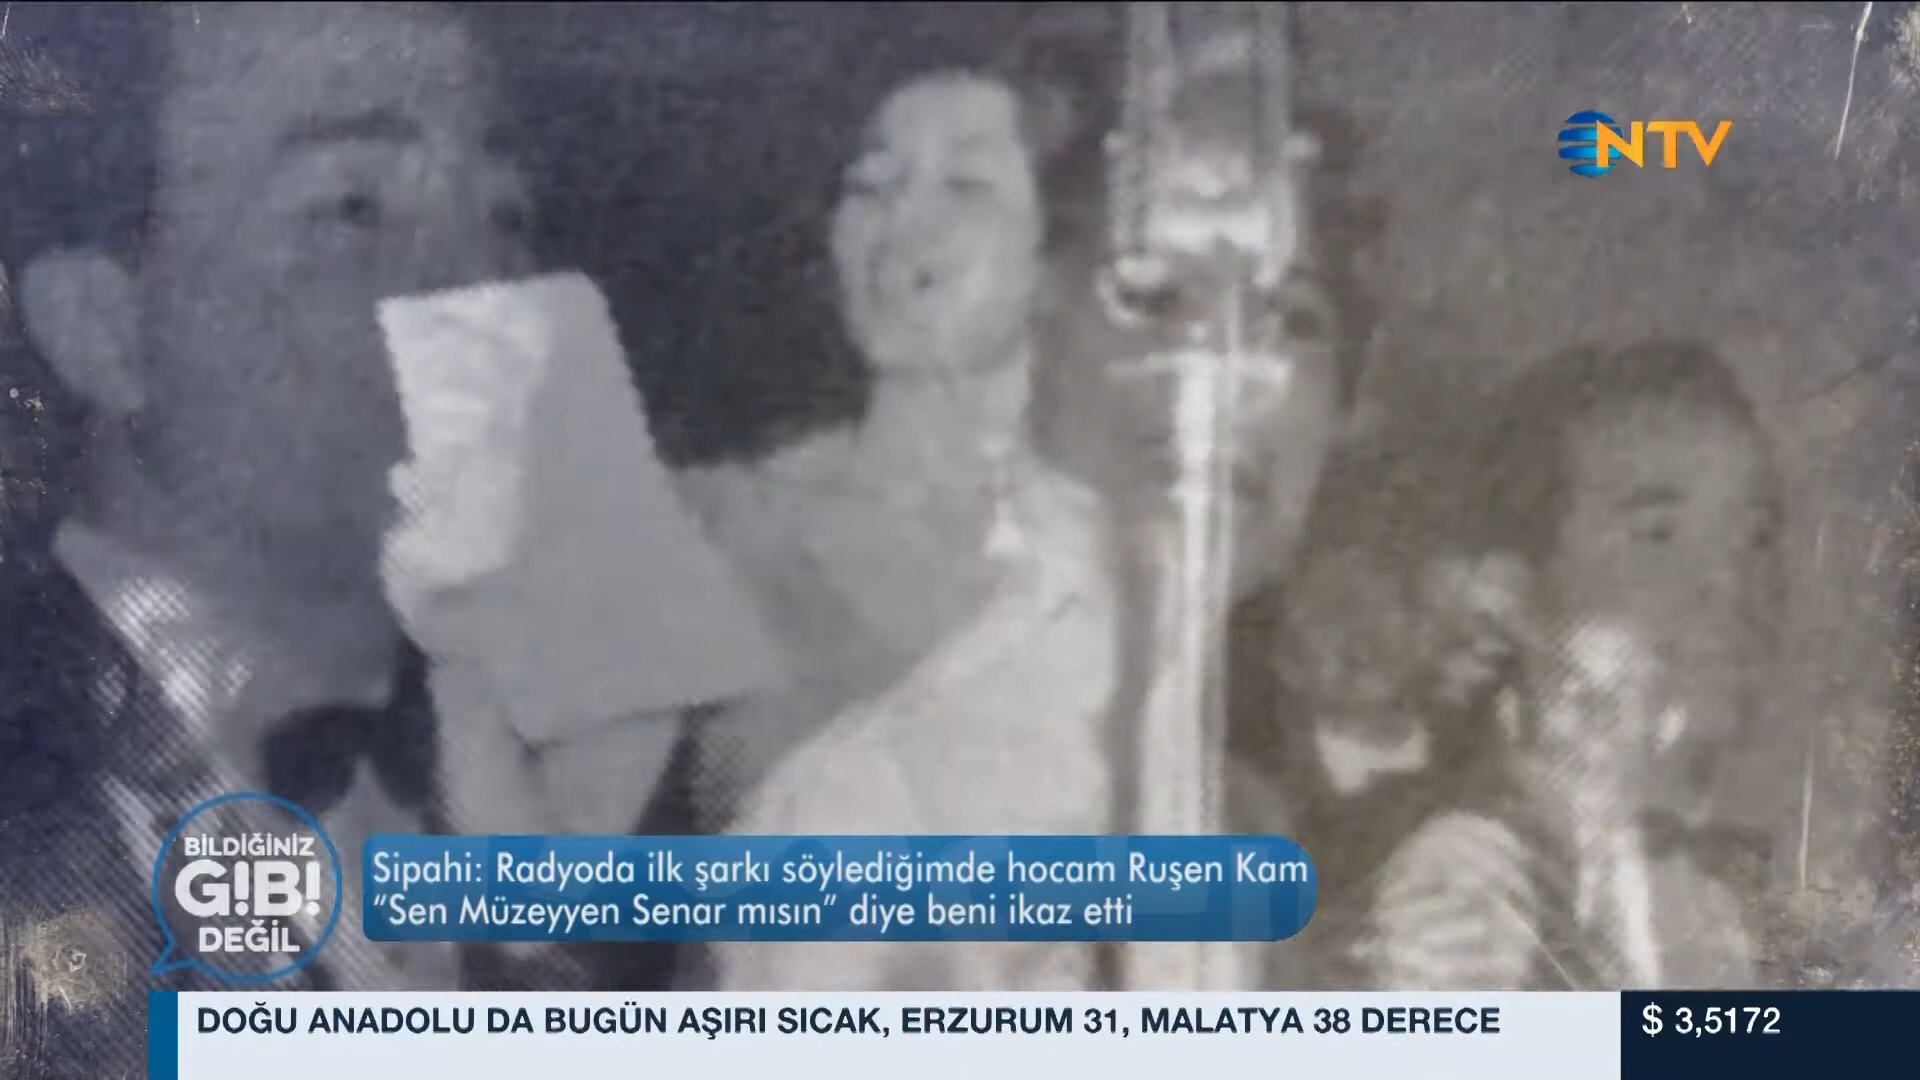 NTV
BİLDİĞİNİZ
G!B!
DEĞİL
Sipahi: Radyoda ilk şarkı söylediğimde hocam Ruşen Kam
"Sen Müzeyyen Senar mısın" diye beni ikaz etti
DOĞU ANADOLU DA BUGÜN AŞIRI SICAK, ERZURUM 31, MALATYA 38 DERECE
$ 3,5172